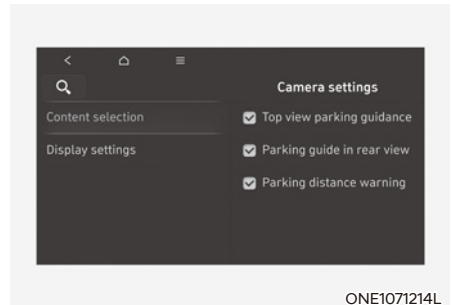 Camera settings
Content selection
Top view parking guidance
Display settings
Parking guide in rear view
Parking distance warning
ONE1071214L